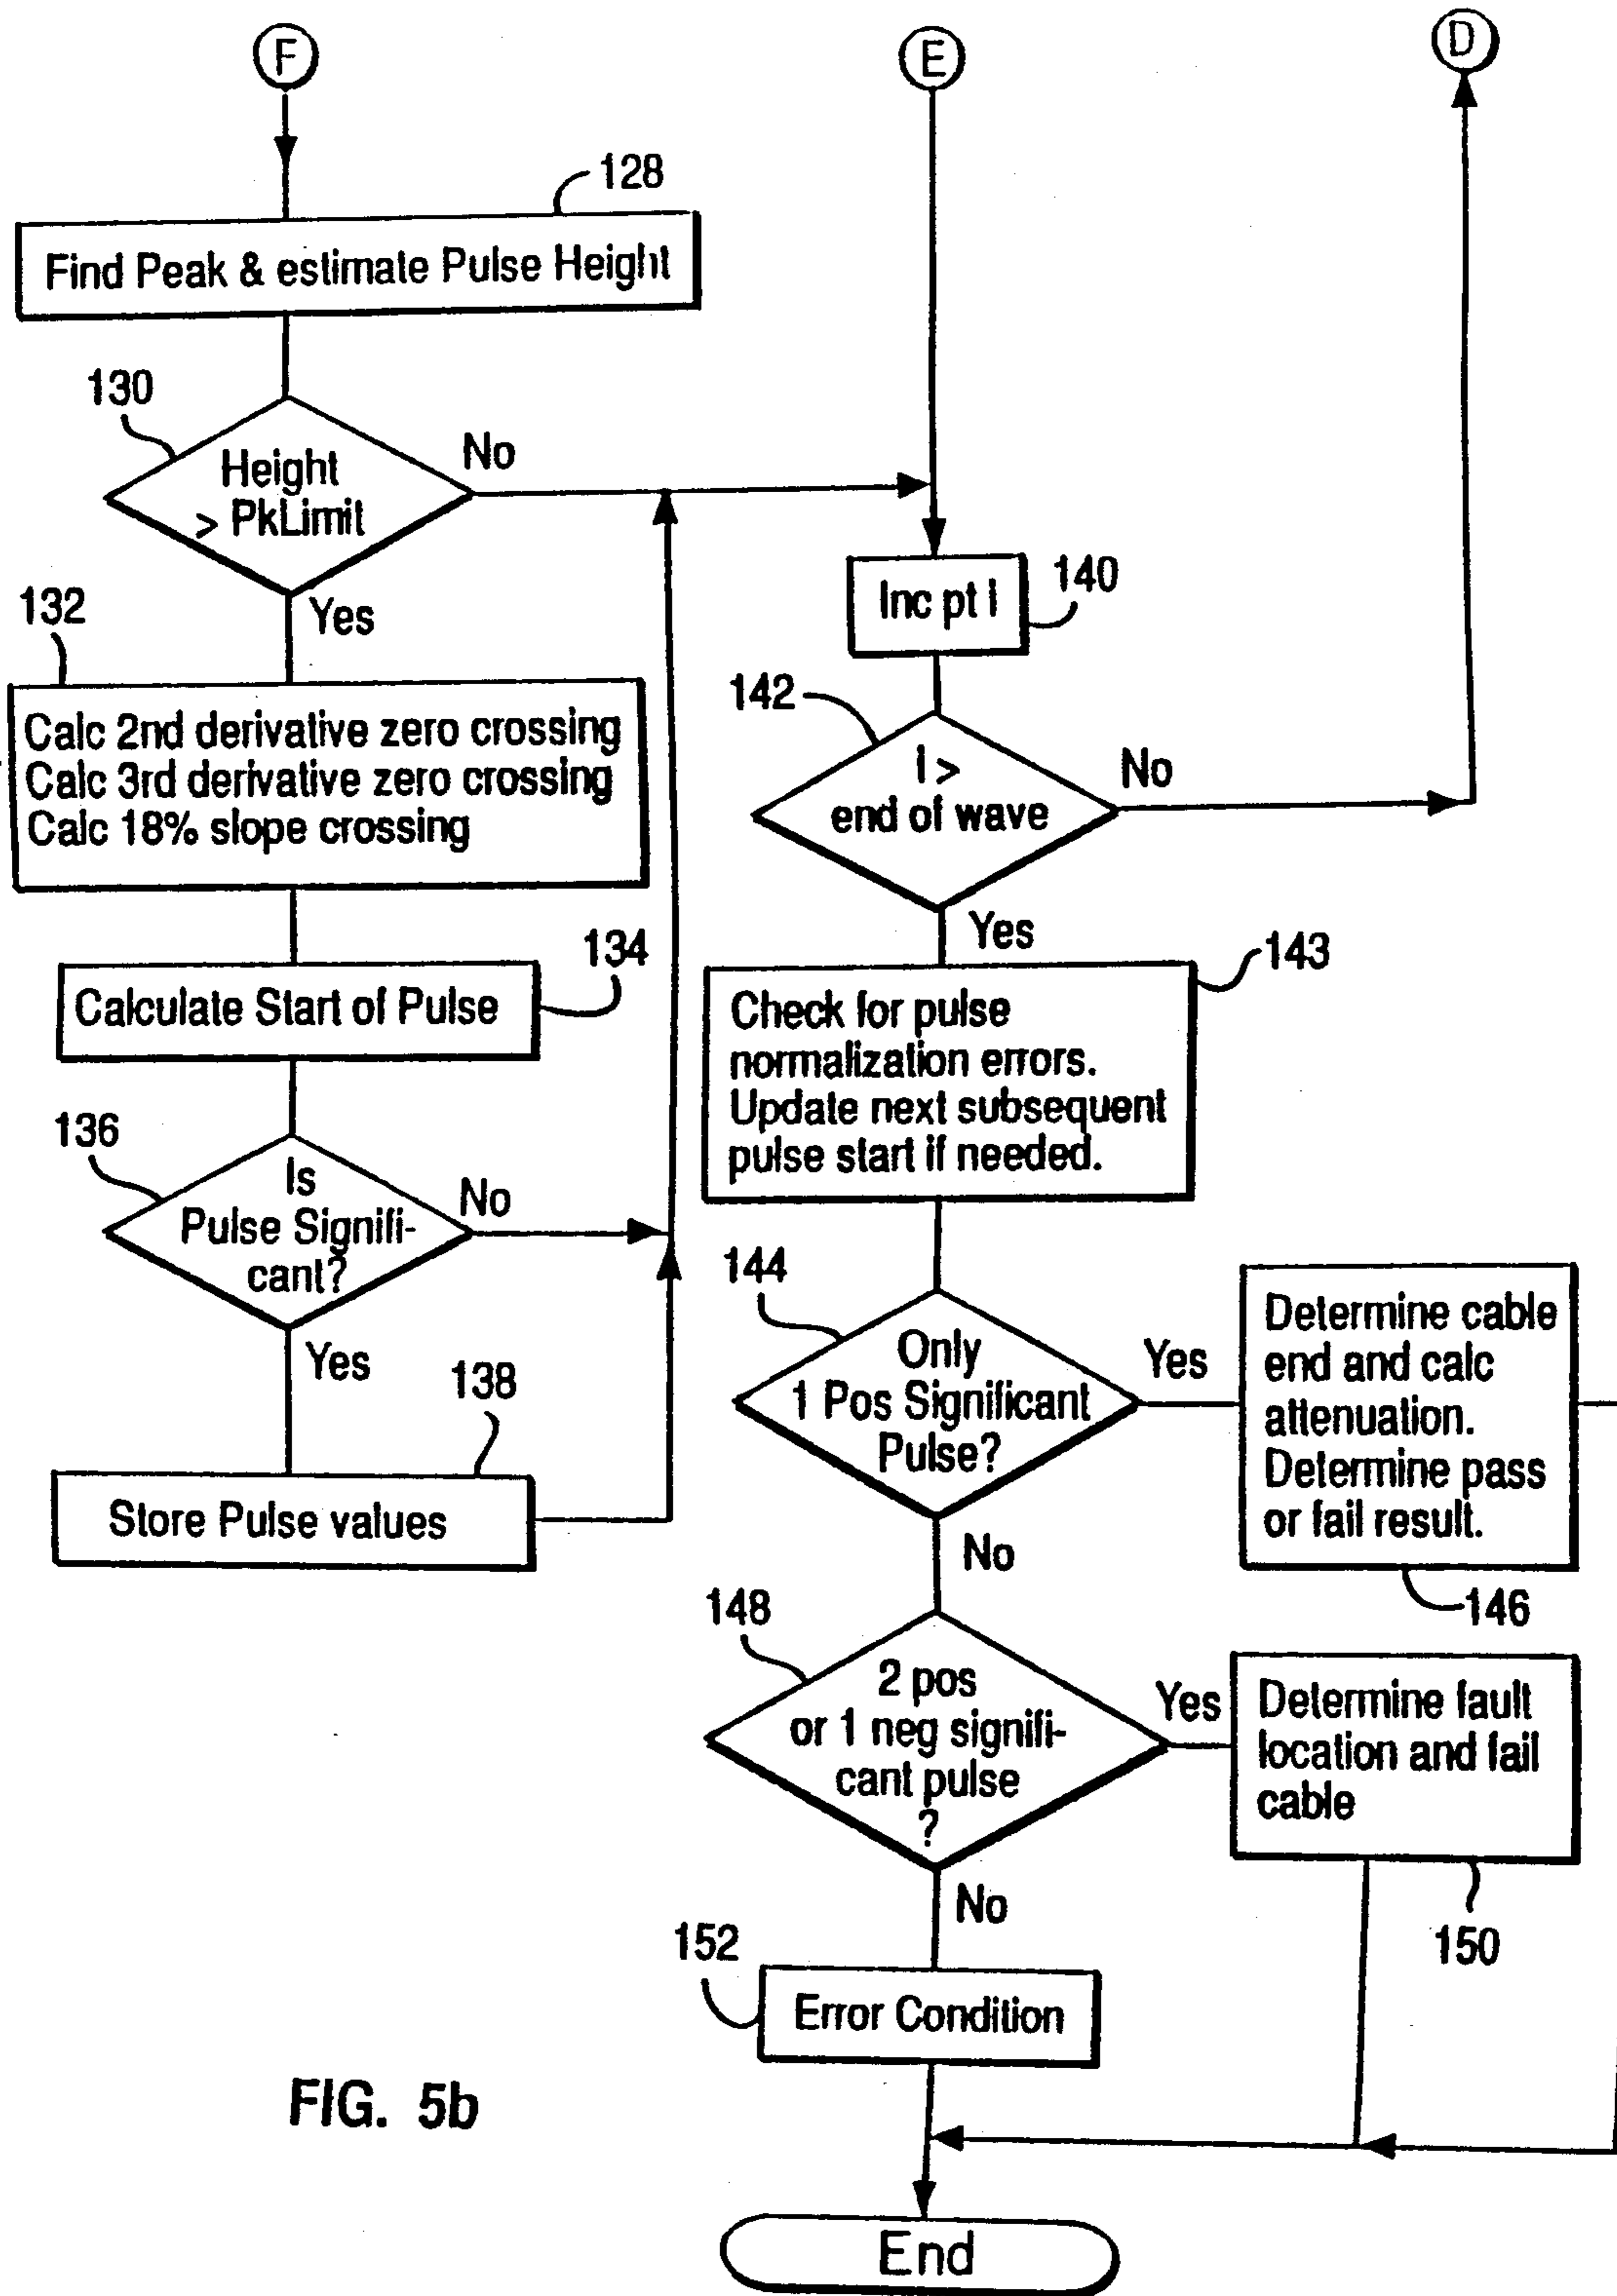 F
128
Find Peak & estimate Pulse Height
130
Height
> PkLimit
No
Yes
132
Calc 2nd derivative zero crossing
Calc 3rd derivative zero crossing
Calc 18% slope crossing
134
Calculate Start of Pulse
136
Is
Pulse Signifi-
cant?
No
Yes
138
Store Pulse values
E
D
Inc pt i
140
142
i >
end of wave
No
Yes
143
Check for pulse
normalization errors.
Update next subsequent
pulse start if needed.
144
Only
1 Pos Significant
Pulse?
Yes
No
Determine cable
end and calc
attenuation.
Determine pass
or fail result.
146
148
2 pos
or 1 neg signifi-
cant pulse
?
Yes
No
Determine fault
location and fail
cable
150
152
Error Condition
End
FIG. 5b